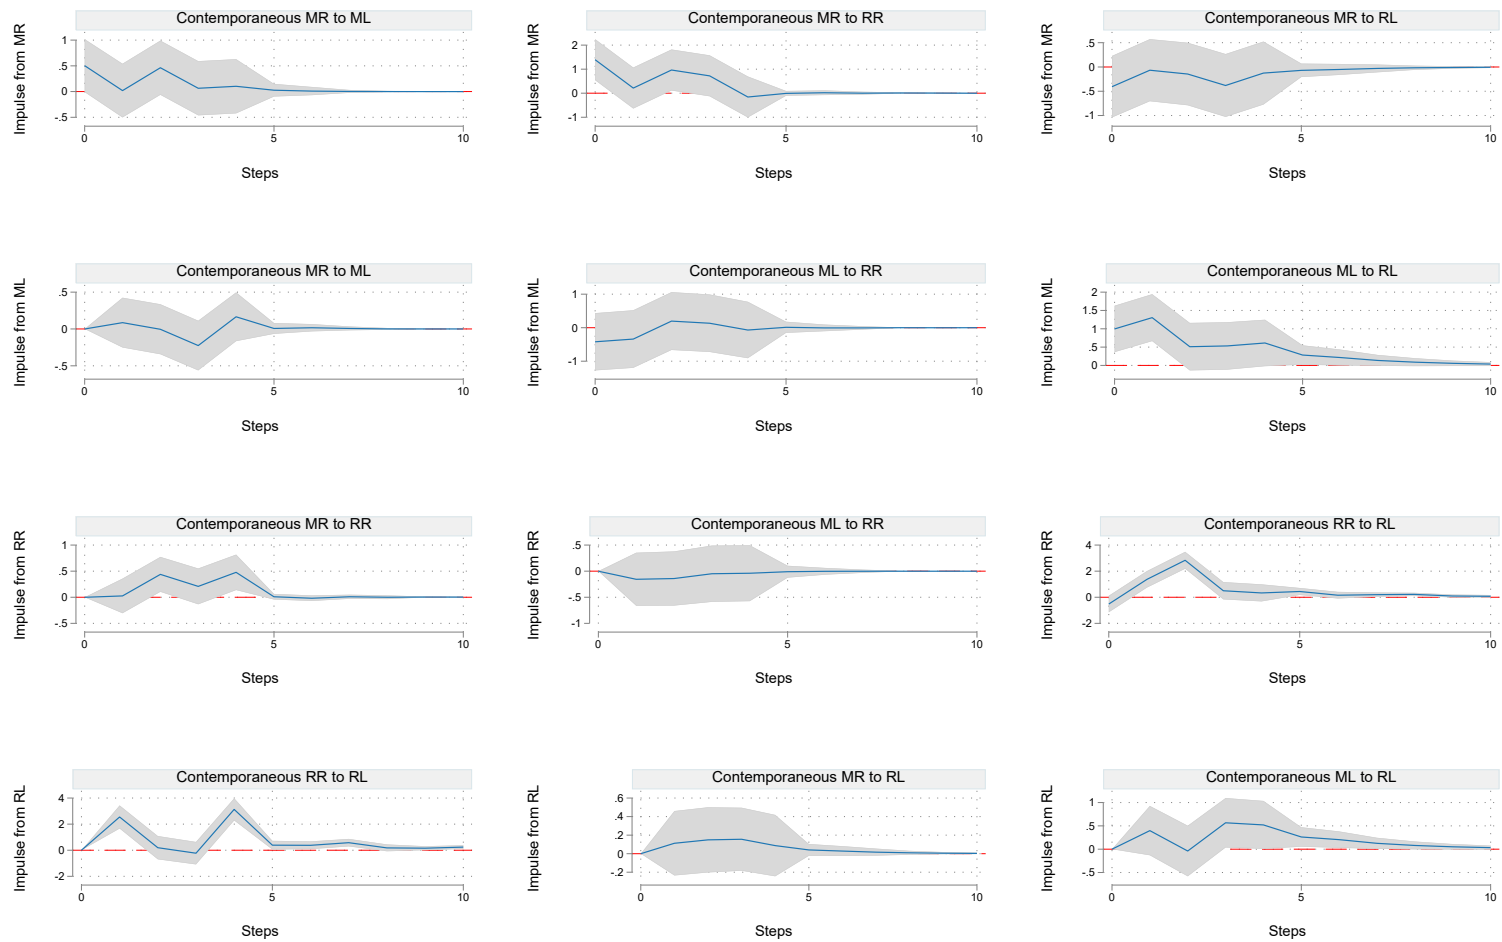 Contemporaneous MR to ML
Impulse from MR
1
.5
0
-.5
0 5 10
Steps
Contemporaneous MR to RR
Impulse from MR
2
1
0
-1
0 5 10
Steps
Contemporaneous MR to RL
Impulse from MR
.5
0
-.5
-1
0 5 10
Steps
Contemporaneous MR to ML
Impulse from ML
.5
0
-.5
0 5 10
Steps
Contemporaneous ML to RR
Impulse from ML
1
0
-1
0 5 10
Steps
Contemporaneous ML to RL
Impulse from ML
2
1.5
1
.5
0
0 5 10
Steps
Contemporaneous MR to RR
Impulse from RR
1
.5
0
-.5
0 5 10
Steps
Contemporaneous ML to RR
Impulse from RR
.5
0
-.5
-1
0 5 10
Steps
Contemporaneous RR to RL
Impulse from RR
4
2
0
-2
0 5 10
Steps
Contemporaneous RR to RL
Impulse from RL
4
2
0
-2
0 5 10
Steps
Contemporaneous MR to RL
Impulse from RL
.6
.4
.2
0
-.2
0 5 10
Steps
Contemporaneous ML to RL
Impulse from RL
1
.5
0
-.5
0 5 10
Steps